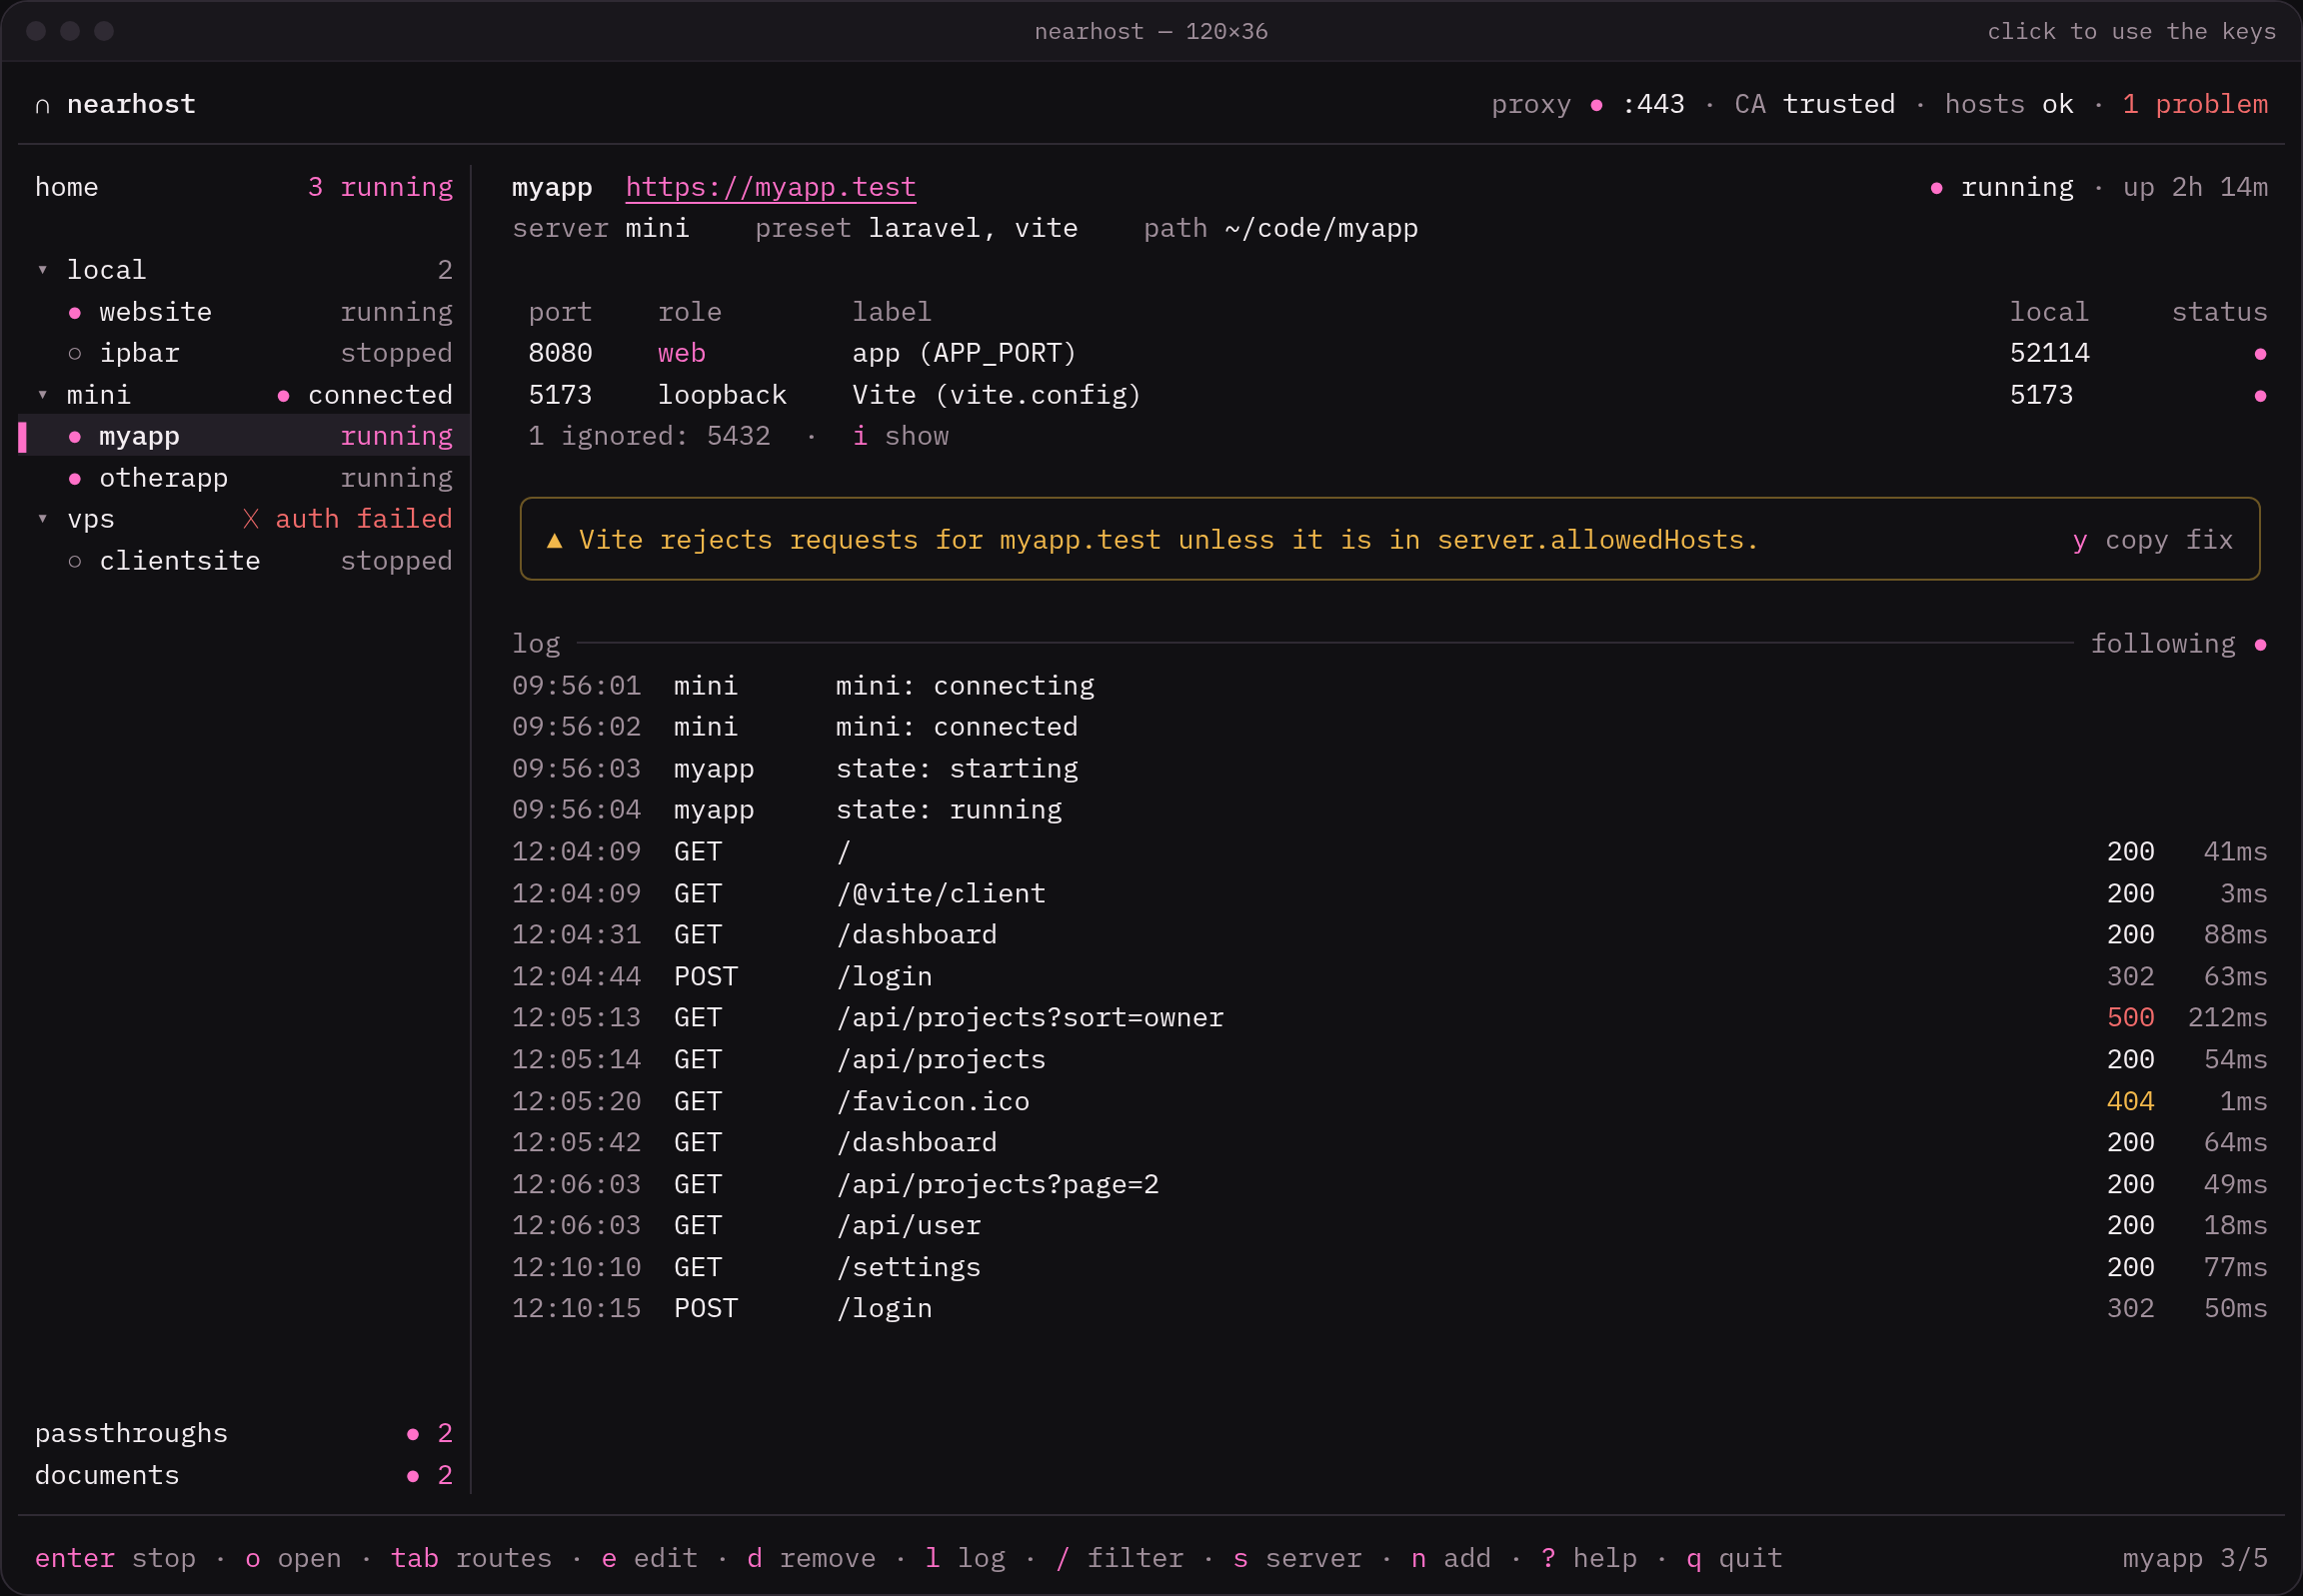 nearhost — 120×36
click to use the keys
∩ nearhost
proxy ● :443 · CA trusted · hosts ok · 1 problem
home 3 running
▾ local 2
● website running
○ ipbar stopped
▾ mini ● connected
● myapp running
● otherapp running
▾ vps ╳ auth failed
○ clientsite stopped
passthroughs ● 2
documents ● 2
myapp https://myapp.test ● running · up 2h 14m
server mini preset laravel, vite path ~/code/myapp
port role label local status
8080 web app (APP_PORT) 52114 ●
5173 loopback Vite (vite.config) 5173 ●
1 ignored: 5432 · i show
▲ Vite rejects requests for myapp.test unless it is in server.allowedHosts. y copy fix
log following ●
09:56:01 mini mini: connecting
09:56:02 mini mini: connected
09:56:03 myapp state: starting
09:56:04 myapp state: running
12:04:09 GET / 200 41ms
12:04:09 GET /@vite/client 200 3ms
12:04:31 GET /dashboard 200 88ms
12:04:44 POST /login 302 63ms
12:05:13 GET /api/projects?sort=owner 500 212ms
12:05:14 GET /api/projects 200 54ms
12:05:20 GET /favicon.ico 404 1ms
12:05:42 GET /dashboard 200 64ms
12:06:03 GET /api/projects?page=2 200 49ms
12:06:03 GET /api/user 200 18ms
12:10:10 GET /settings 200 77ms
12:10:15 POST /login 302 50ms
enter stop · o open · tab routes · e edit · d remove · l log · / filter · s server · n add · ? help · q quit
myapp 3/5